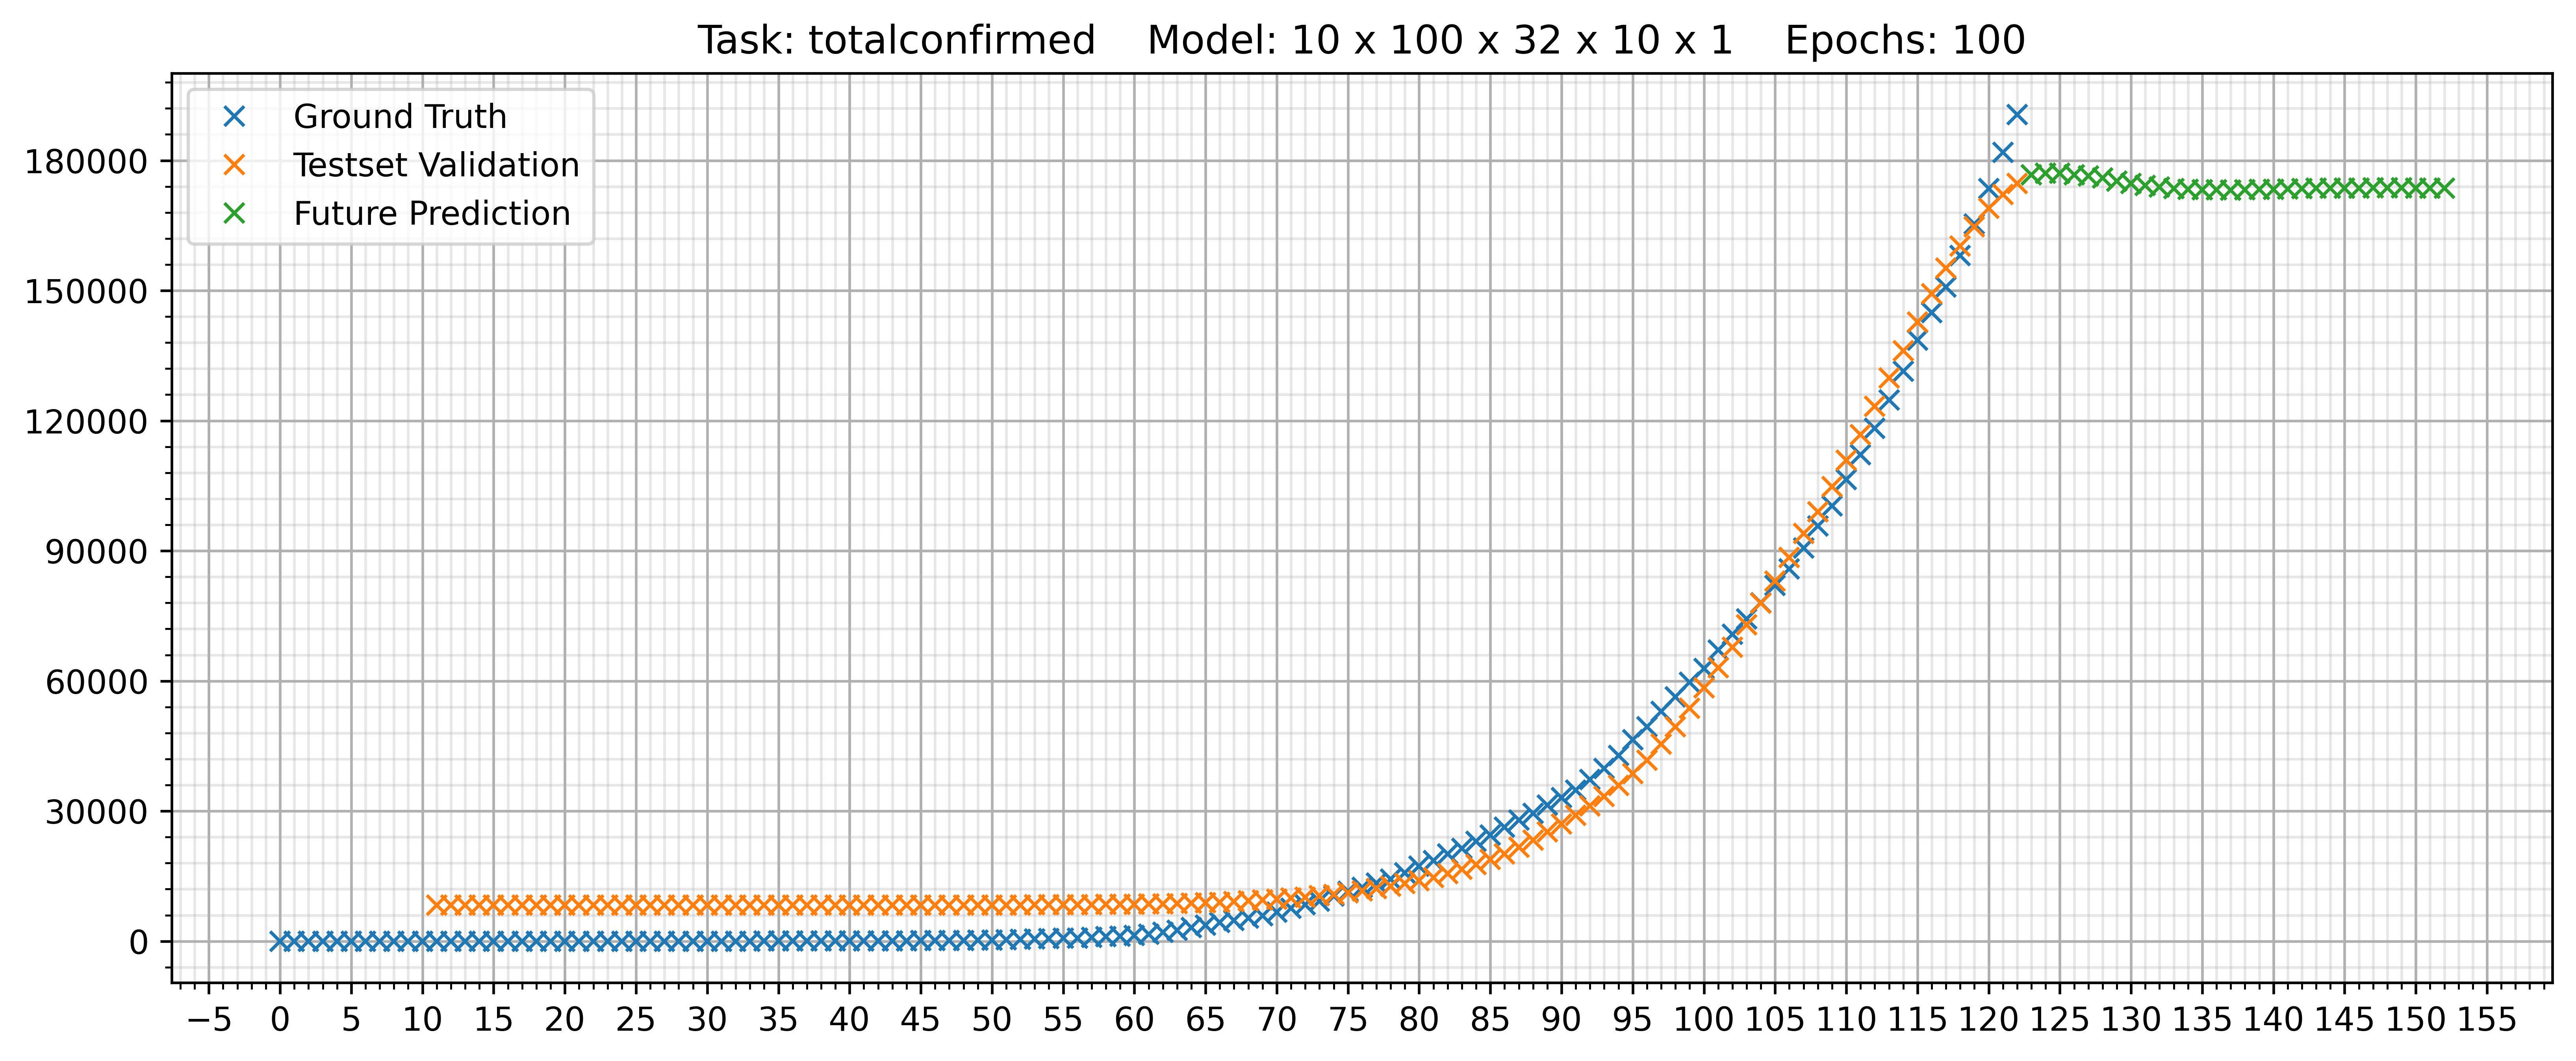 Task: totalconfirmed    Model: 10 x 100 x 32 x 10 x 1    Epochs: 100
Ground Truth
Testset Validation
Future Prediction
180000
150000
120000
90000
60000
30000
0
−5 0 5 10 15 20 25 30 35 40 45 50 55 60 65 70 75 80 85 90 95 100 105 110 115 120 125 130 135 140 145 150 155